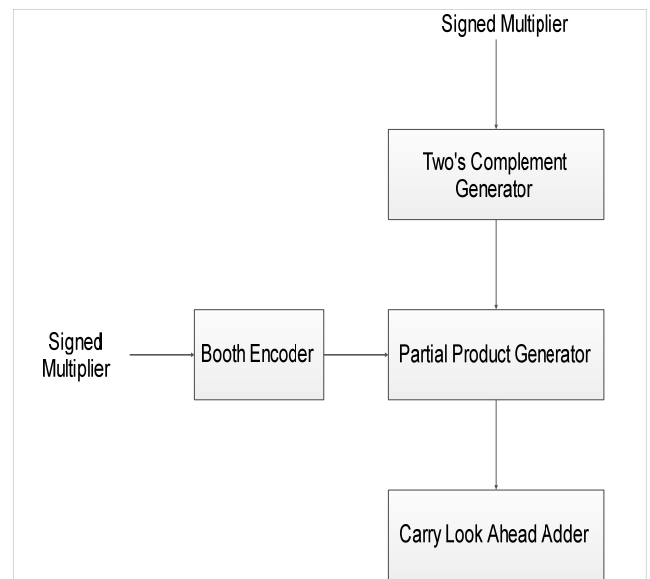 Signed Multiplier
Two's Complement
Generator
Signed
Multiplier
Booth Encoder
Partial Product Generator
Carry Look Ahead Adder